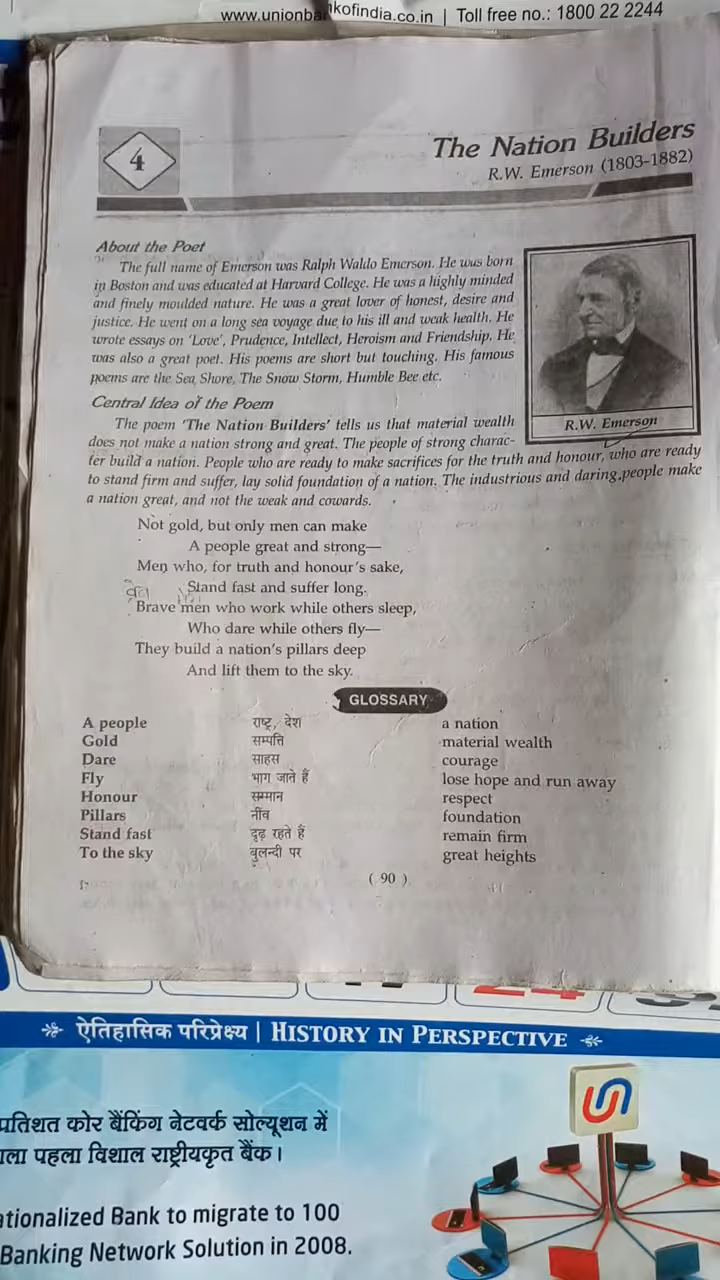 www.unionbankofindia.co.in | Toll free no.: 1800 22 2244
4
The Nation Builders
R.W. Emerson (1803-1882)
About the Poet
The full name of Emerson was Ralph Waldo Emerson. He was born
in Boston and was educated at Harvard College. He was a highly minded
and finely moulded nature. He was a great lover of honest, desire and
justice. He went on a long sea voyage due to his ill and weak health. He
wrote essays on 'Love', Prudence, Intellect, Heroism and Friendship. He
was also a great poet. His poems are short but touching. His famous
poems are the Sea, Shore, The Snow Storm, Humble Bee etc.
R.W. Emerson
Central Idea of the Poem
The poem 'The Nation Builders' tells us that material wealth
does not make a nation strong and great. The people of strong charac-
ter build a nation. People who are ready to make sacrifices for the truth and honour, who are ready
to stand firm and suffer, lay solid foundation of a nation. The industrious and daring,people make
a nation great, and not the weak and cowards.
Not gold, but only men can make
A people great and strong—
Men who, for truth and honour's sake,
Stand fast and suffer long.
Brave men who work while others sleep,
Who dare while others fly—
They build a nation's pillars deep
And lift them to the sky.
GLOSSARY
A people राष्ट्र, देश a nation
Gold सम्पत्ति material wealth
Dare साहस courage
Fly भाग जाते हैं lose hope and run away
Honour सम्मान respect
Pillars नींव foundation
Stand fast दृढ़ रहते हैं remain firm
To the sky बुलन्दी पर great heights
( 90 )
24
ऐतिहासिक परिप्रेक्ष्य | HISTORY IN PERSPECTIVE
प्रतिशत कोर बैंकिंग नेटवर्क सोल्यूशन में
ला पहला विशाल राष्ट्रीयकृत बैंक।
ationalized Bank to migrate to 100
Banking Network Solution in 2008.